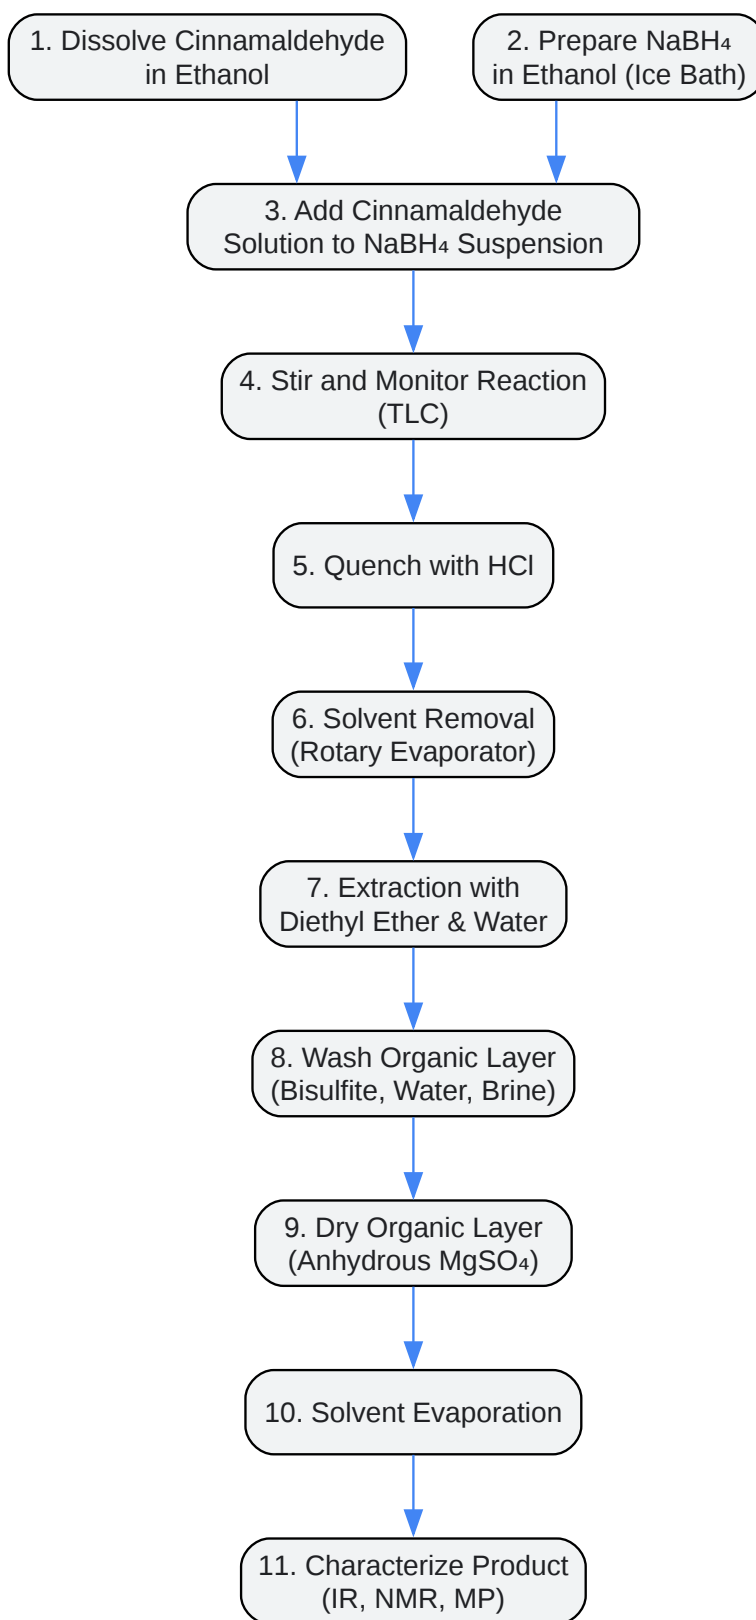 1. Dissolve Cinnamaldehyde
in Ethanol
2. Prepare NaBH₄
in Ethanol (Ice Bath)
3. Add Cinnamaldehyde
Solution to NaBH₄ Suspension
4. Stir and Monitor Reaction
(TLC)
5. Quench with HCl
6. Solvent Removal
(Rotary Evaporator)
7. Extraction with
Diethyl Ether & Water
8. Wash Organic Layer
(Bisulfite, Water, Brine)
9. Dry Organic Layer
(Anhydrous MgSO₄)
10. Solvent Evaporation
11. Characterize Product
(IR, NMR, MP)